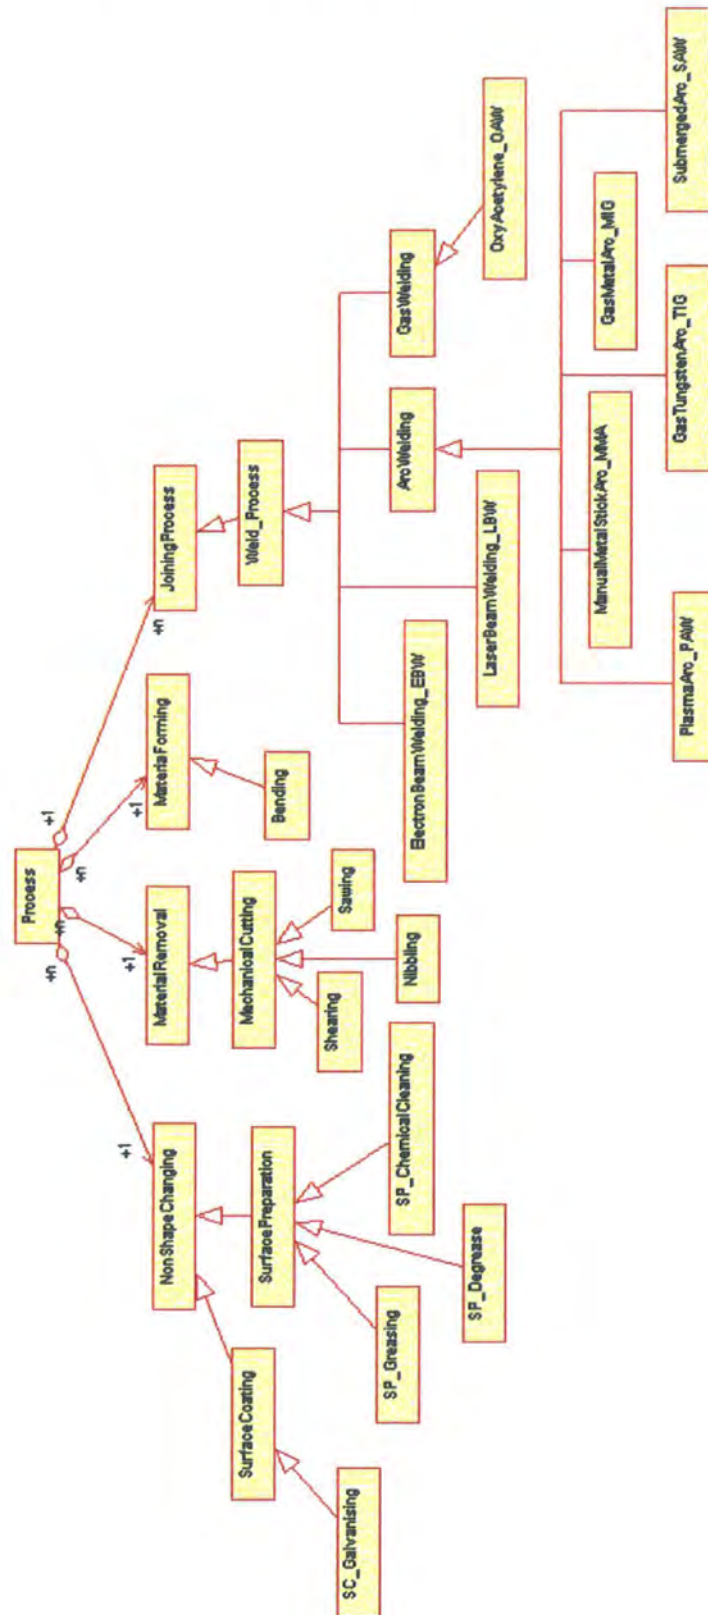 Process
+n
+n
+n
+1
+1
+1
+1
+n
NonShapeChanging
MaterialRemoval
MateriaForming
JoiningProcess
SurfaceCoating
SurfacePreparation
MechanicalCutting
Bending
Weld_Process
SC_Galvanising
SP_Greasing
SP_Degrease
SP_ChemicalCleaning
Shearing
Nibbling
Sawing
ElectronBeamWelding_EBW
LaserBeamWelding_LBW
ArcWelding
GasWelding
OxyAcetylene_OAW
PlasmaArc_PAW
ManualMetalStickArc_MMA
GasTungstenArc_TIG
GasMetalArc_MIG
SubmergedArc_SAW